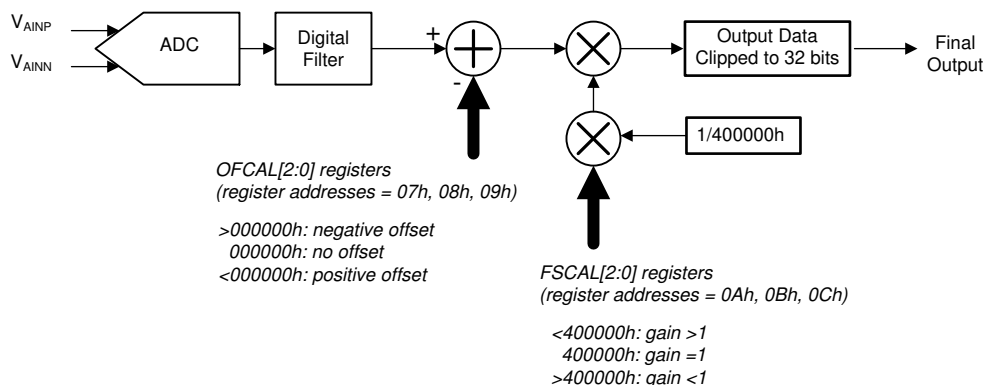 V_AINP
V_AINN
ADC
Digital
Filter
+
-
Output Data
Clipped to 32 bits
Final
Output
1/400000h
OFCAL[2:0] registers
(register addresses = 07h, 08h, 09h)
>000000h: negative offset
000000h: no offset
<000000h: positive offset
FSCAL[2:0] registers
(register addresses = 0Ah, 0Bh, 0Ch)
<400000h: gain >1
400000h: gain =1
>400000h: gain <1